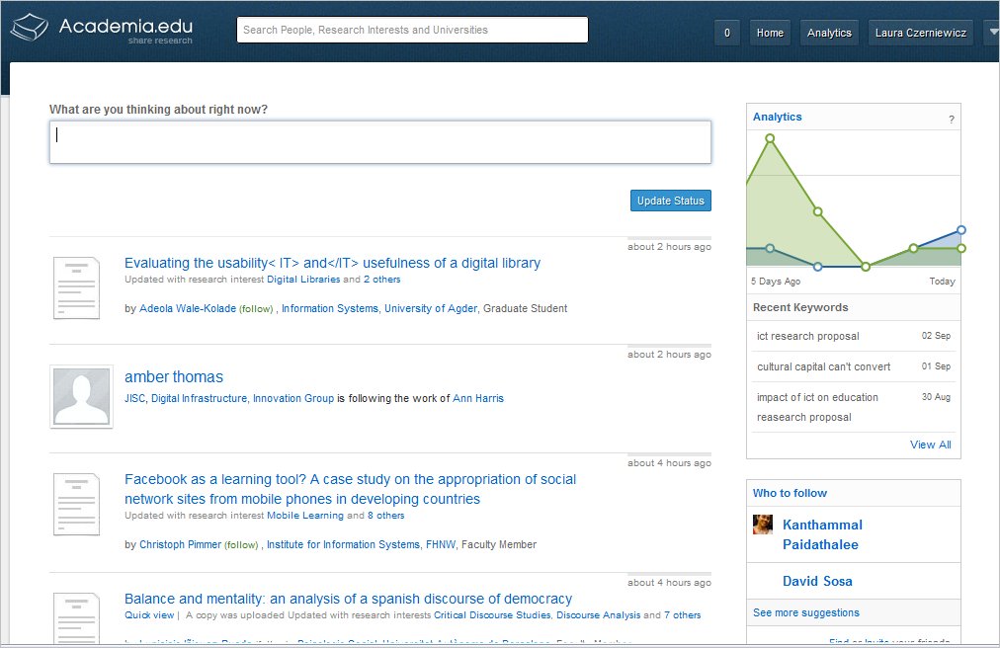 Academia.edu
share research
Search People, Research Interests and Universities
0
Home
Analytics
Laura Czerniewicz
What are you thinking about right now?
Update Status
about 2 hours ago
Evaluating the usability< IT> and</IT> usefulness of a digital library
Updated with research interest Digital Libraries and 2 others
by Adeola Wale-Kolade (follow) , Information Systems, University of Agder, Graduate Student
about 2 hours ago
amber thomas
JISC, Digital Infrastructure, Innovation Group is following the work of Ann Harris
about 4 hours ago
Facebook as a learning tool? A case study on the appropriation of social
network sites from mobile phones in developing countries
Updated with research interest Mobile Learning and 8 others
by Christoph Pimmer (follow) , Institute for Information Systems, FHNW, Faculty Member
about 4 hours ago
Balance and mentality: an analysis of a spanish discourse of democracy
Quick view | A copy was uploaded Updated with research interests Critical Discourse Studies, Discourse Analysis and 7 others
Analytics
?
5 Days Ago
Today
Recent Keywords
ict research proposal 02 Sep
cultural capital can't convert 01 Sep
impact of ict on education 30 Aug
reasearch proposal
View All
Who to follow
Kanthammal
Paidathalee
David Sosa
See more suggestions
Find or Invite your friends